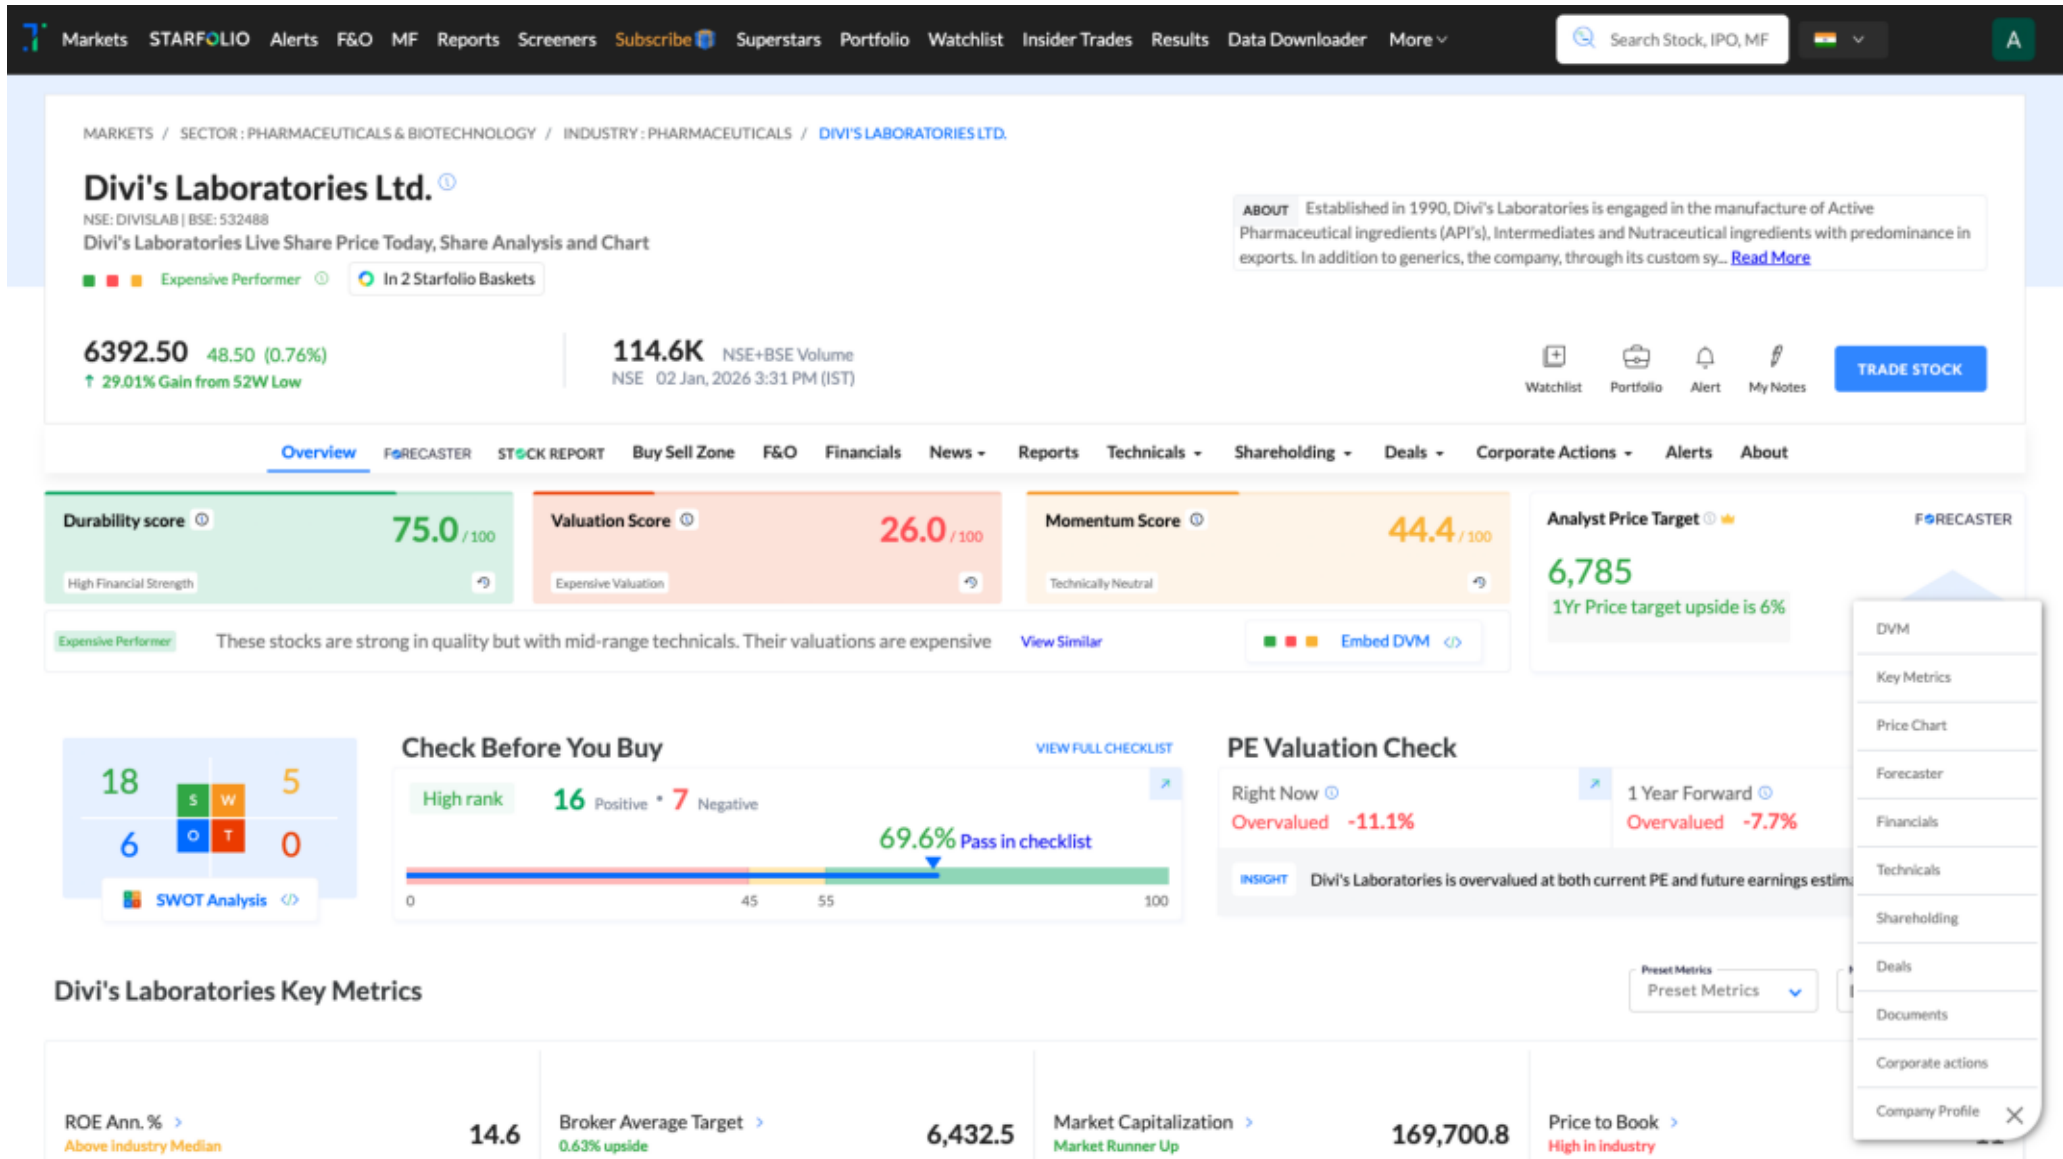 Markets STARFOLIO Alerts F&O MF Reports Screeners Subscribe Superstars Portfolio Watchlist Insider Trades Results Data Downloader More Search Stock, IPO, MF A
MARKETS / SECTOR : PHARMACEUTICALS & BIOTECHNOLOGY / INDUSTRY : PHARMACEUTICALS / DIVI'S LABORATORIES LTD.
Divi's Laboratories Ltd.
NSE: DIVISLAB | BSE: 532488
Divi's Laboratories Live Share Price Today, Share Analysis and Chart
Expensive Performer In 2 Starfolio Baskets
ABOUT Established in 1990, Divi's Laboratories is engaged in the manufacture of Active
Pharmaceutical ingredients (API's), Intermediates and Nutraceutical ingredients with predominance in
exports. In addition to generics, the company, through its custom sy... Read More
6392.50 48.50 (0.76%)
↑ 29.01% Gain from 52W Low
114.6K NSE+BSE Volume
NSE 02 Jan, 2026 3:31 PM (IST)
Watchlist Portfolio Alert My Notes TRADE STOCK
Overview FORECASTER STOCK REPORT Buy Sell Zone F&O Financials News Reports Technicals Shareholding Deals Corporate Actions Alerts About
Durability score 75.0 / 100
High Financial Strength
Valuation Score 26.0 / 100
Expensive Valuation
Momentum Score 44.4 / 100
Technically Neutral
Analyst Price Target FORECASTER
6,785
1Yr Price target upside is 6%
Expensive Performer These stocks are strong in quality but with mid-range technicals. Their valuations are expensive View Similar Embed DVM </>
18 5
S W
O T
6 0
SWOT Analysis </>
Check Before You Buy VIEW FULL CHECKLIST
High rank 16 Positive • 7 Negative
69.6% Pass in checklist
0 45 55 100
PE Valuation Check
Right Now
Overvalued -11.1%
1 Year Forward
Overvalued -7.7%
INSIGHT Divi's Laboratories is overvalued at both current PE and future earnings estima
DVM
Key Metrics
Price Chart
Forecaster
Financials
Technicals
Shareholding
Deals
Documents
Corporate actions
Company Profile
Divi's Laboratories Key Metrics
Preset Metrics
Preset Metrics
ROE Ann. % 14.6
Above industry Median
Broker Average Target 6,432.5
0.63% upside
Market Capitalization 169,700.8
Market Runner Up
Price to Book
High in industry